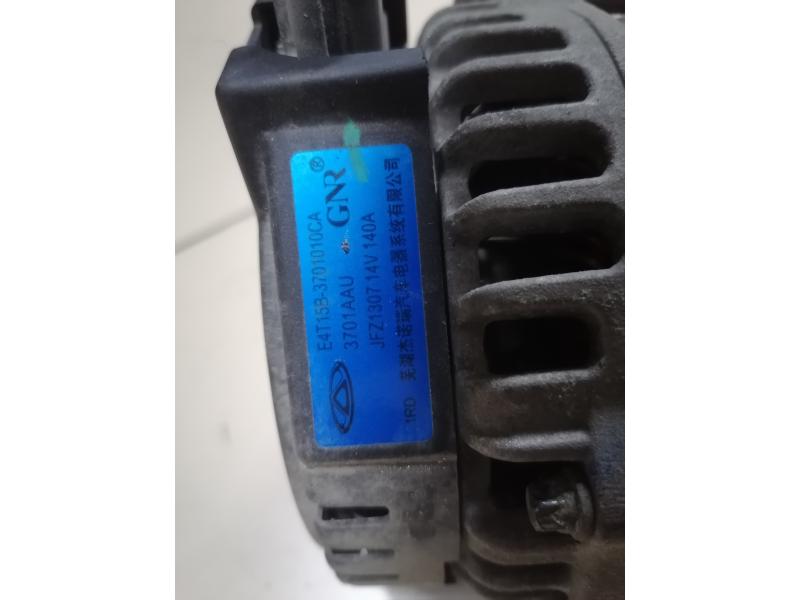 E4T15B-3701010CA
3701AAU GNR®
JFZ1307 14V 140A
1RD 芜湖杰诺瑞汽车电器系统有限公司